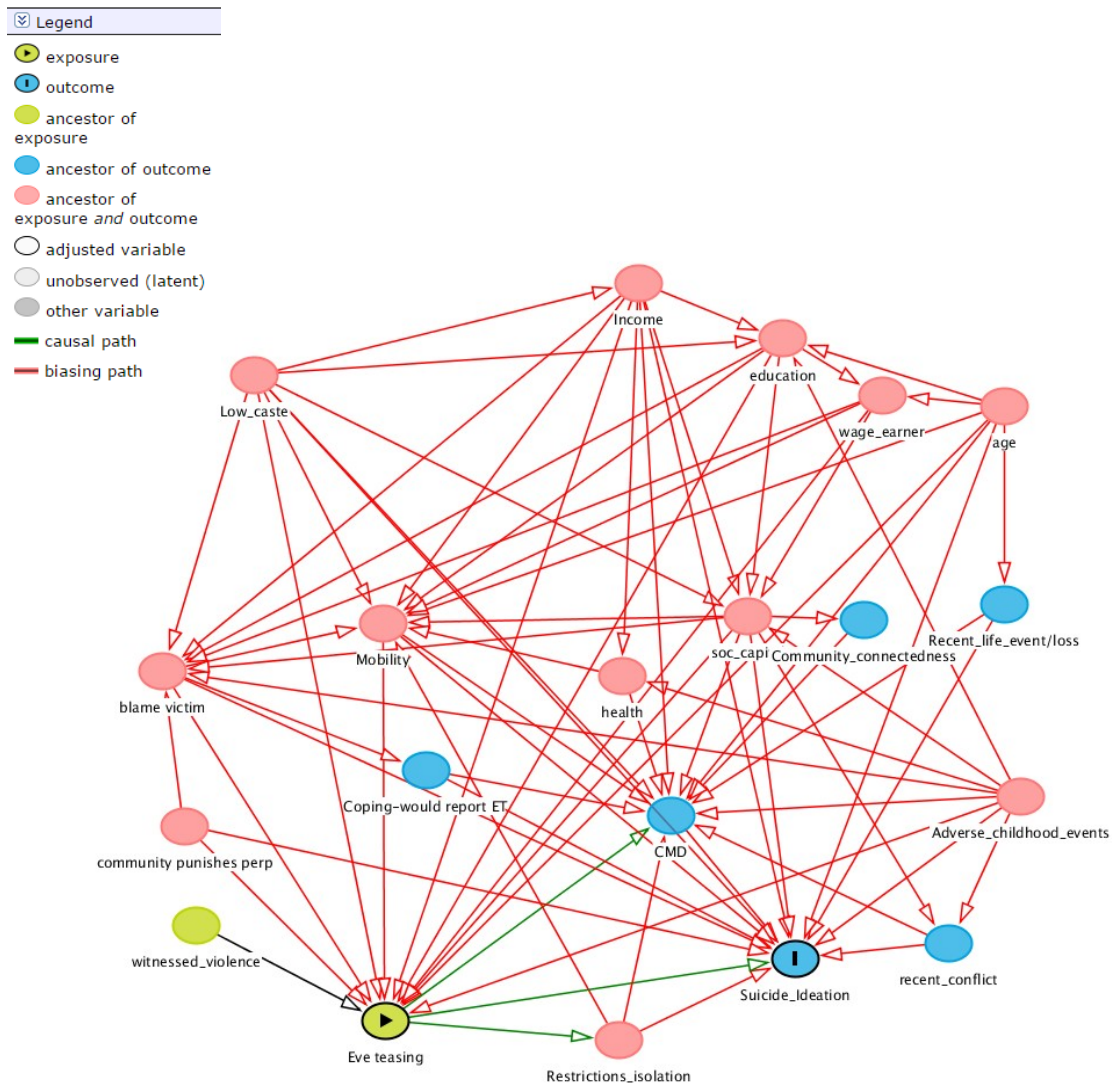 Legend
exposure
outcome
ancestor of
exposure
ancestor of outcome
ancestor of
exposure and outcome
adjusted variable
unobserved (latent)
other variable
causal path
biasing path
Income
education
Low_caste
wage_earner
age
Mobility
soc_capi
Community_connectedness
Recent_life_event/loss
blame victim
health
Coping-would report ET
CMD
Adverse_childhood_events
community punishes perp
witnessed_violence
Suicide_Ideation
recent_conflict
Eve teasing
Restrictions_isolation